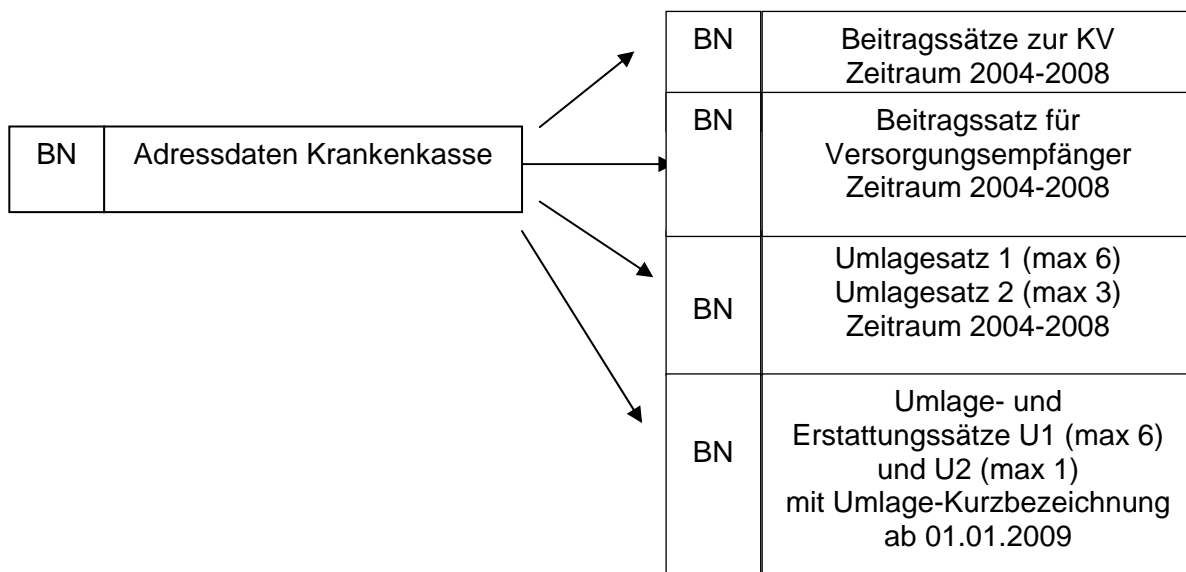 BN
Adressdaten Krankenkasse
BN
Beitragssätze zur KV
Zeitraum 2004-2008
BN
Beitragssatz für
Versorgungsempfänger
Zeitraum 2004-2008
BN
Umlagesatz 1 (max 6)
Umlagesatz 2 (max 3)
Zeitraum 2004-2008
BN
Umlage- und
Erstattungssätze U1 (max 6)
und U2 (max 1)
mit Umlage-Kurzbezeichnung
ab 01.01.2009